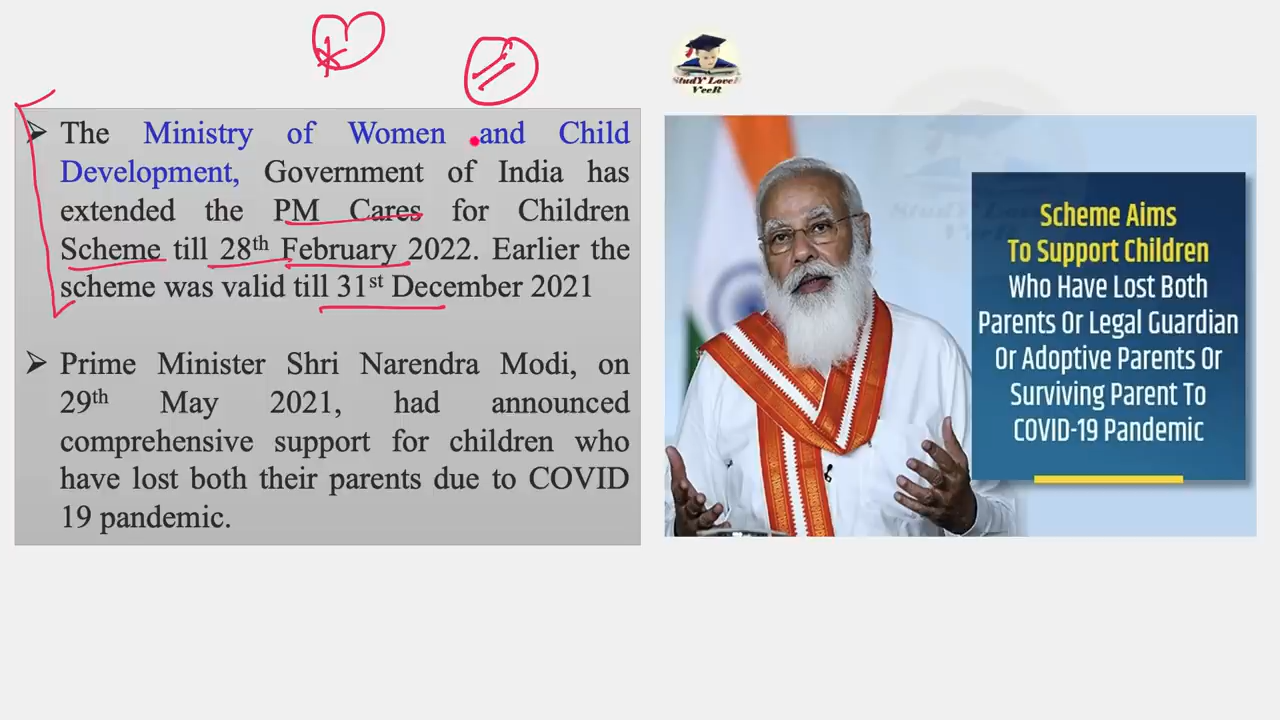 StudY LoveR
VeeR
➢ The Ministry of Women and Child
Development, Government of India has
extended the PM Cares for Children
Scheme till 28th February 2022. Earlier the
scheme was valid till 31st December 2021
➢ Prime Minister Shri Narendra Modi, on
29th May 2021, had announced
comprehensive support for children who
have lost both their parents due to COVID
19 pandemic.
Scheme Aims
To Support Children
Who Have Lost Both
Parents Or Legal Guardian
Or Adoptive Parents Or
Surviving Parent To
COVID-19 Pandemic